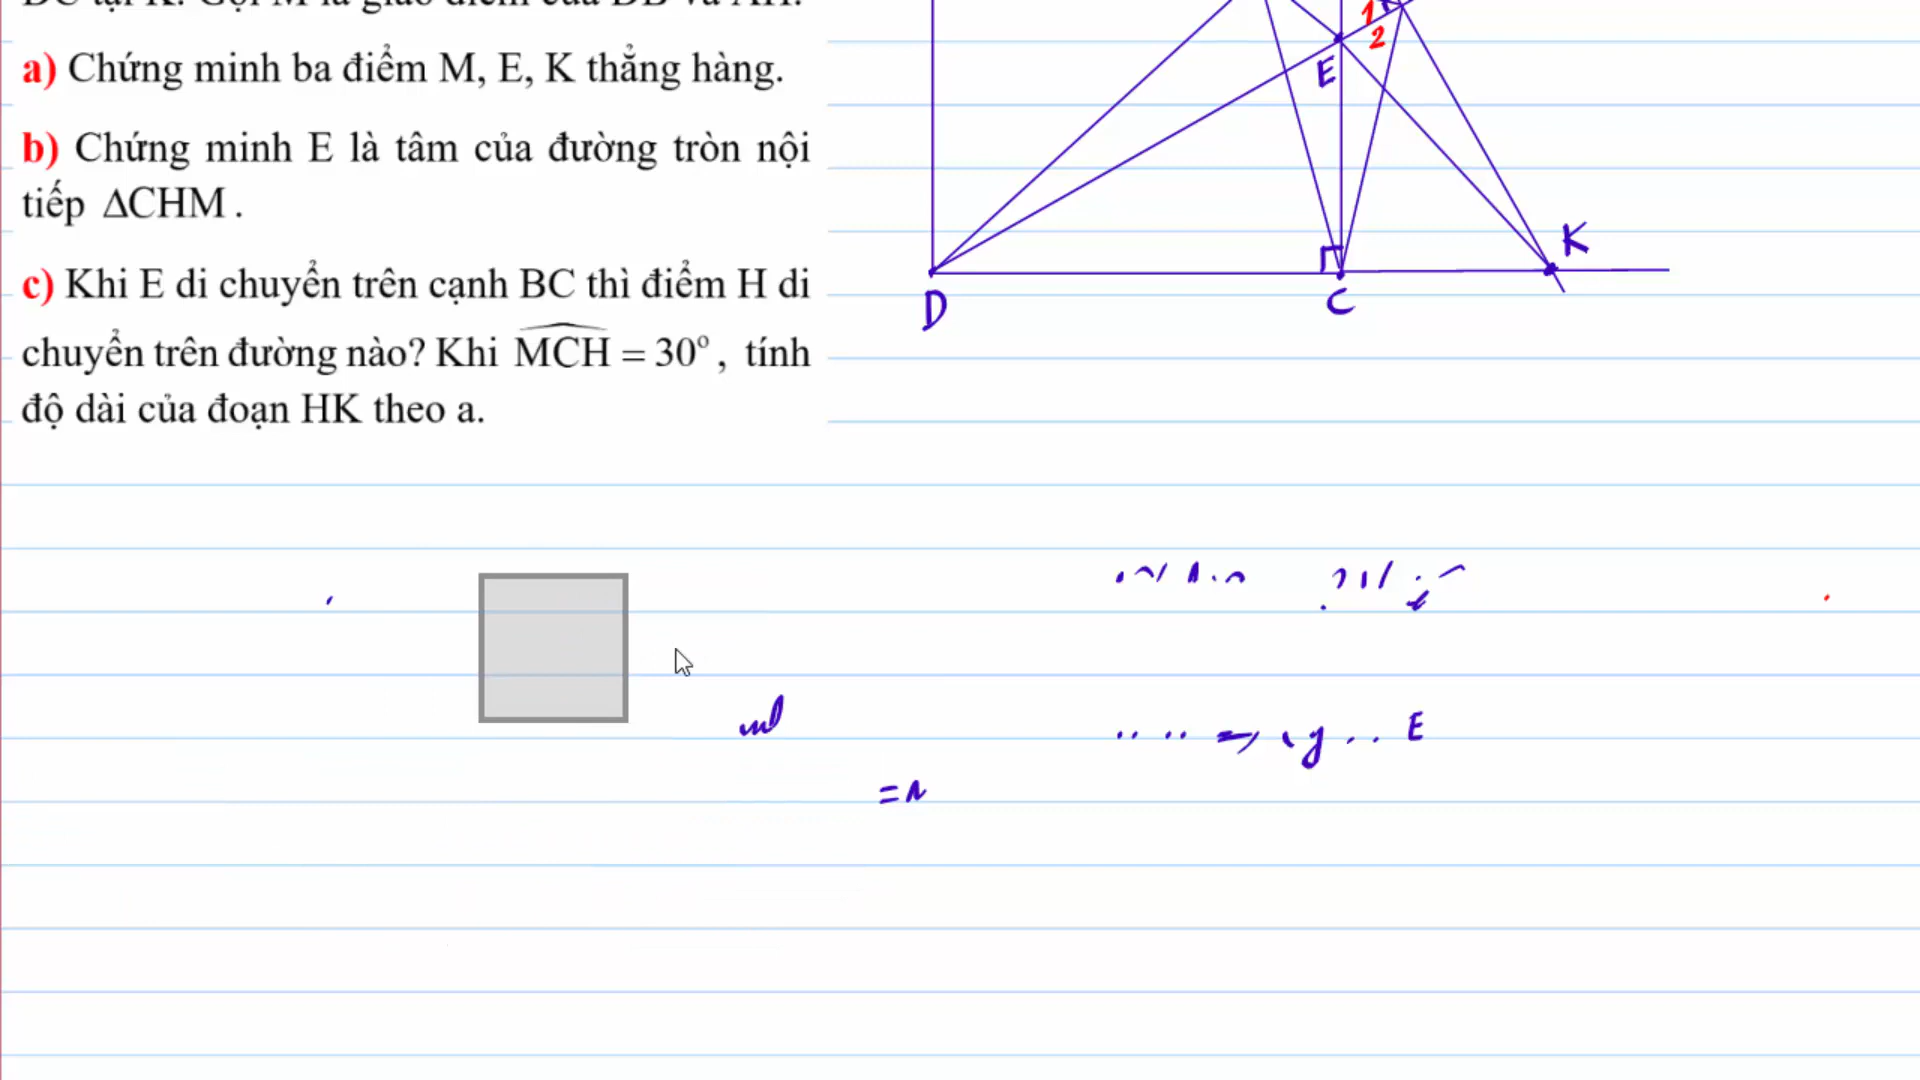 a) Chứng minh ba điểm M, E, K thẳng hàng.
b) Chứng minh E là tâm của đường tròn nội
tiếp ΔCHM.
c) Khi E di chuyển trên cạnh BC thì điểm H di
chuyển trên đường nào? Khi MCH = 30°, tính
độ dài của đoạn HK theo a.
1
2
E
K
D
C
E